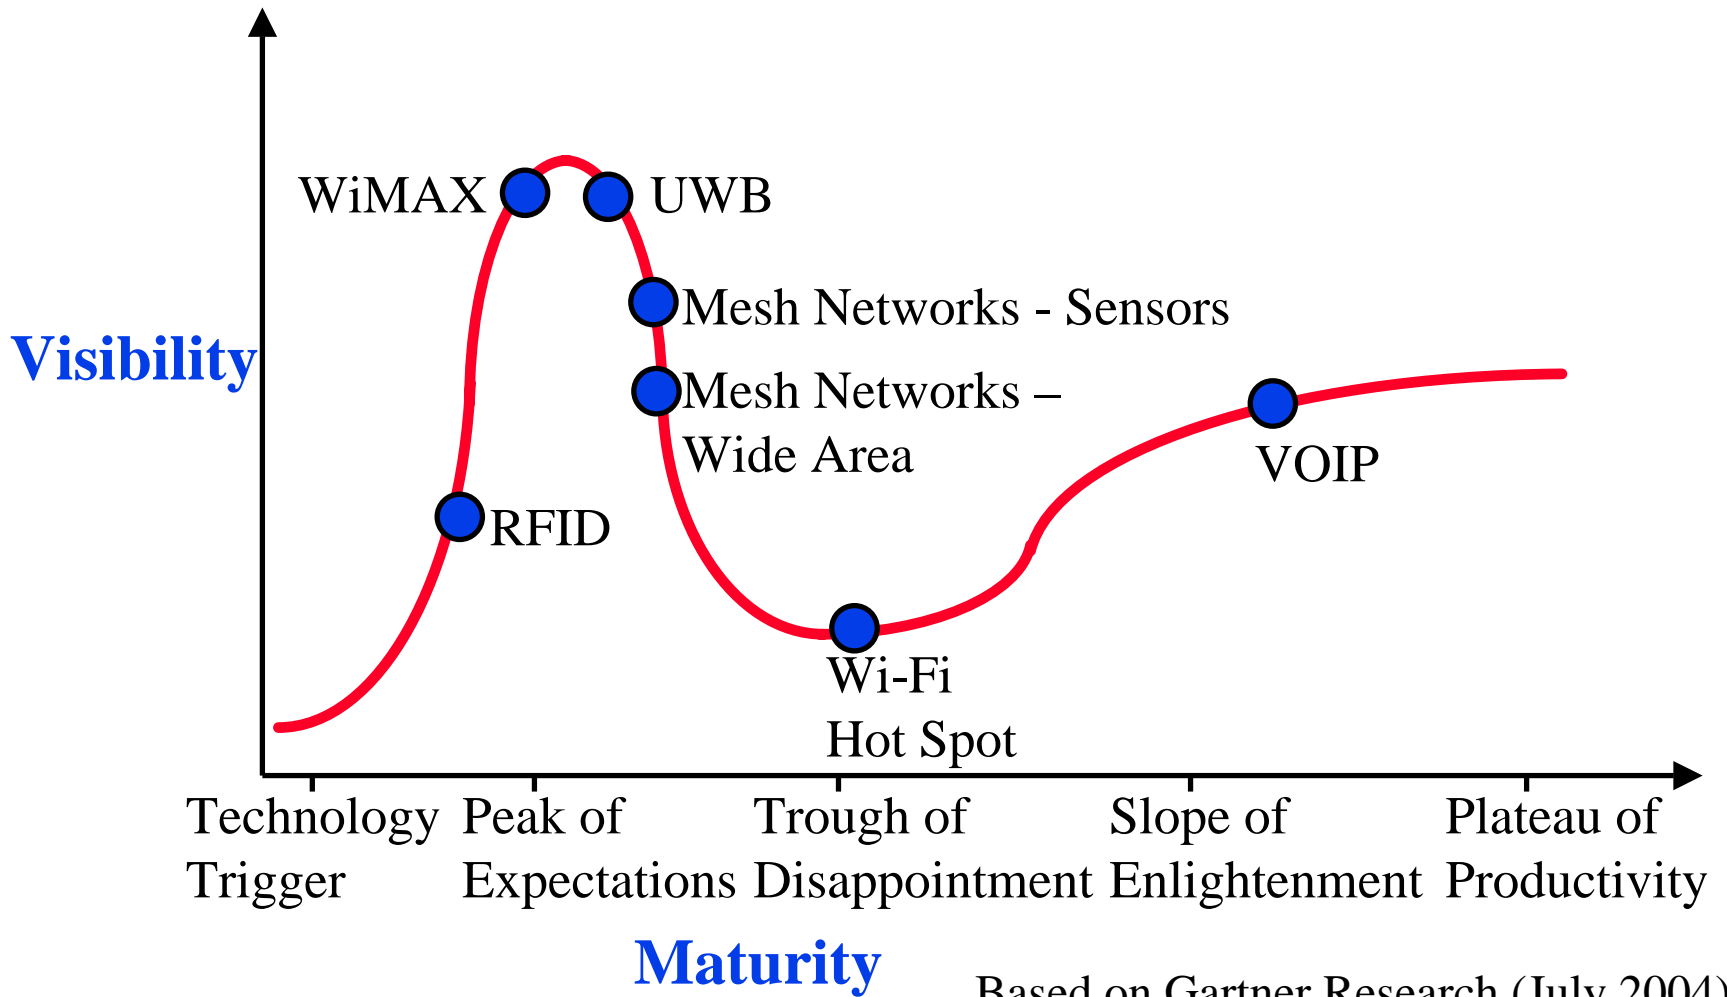 WiMAX
UWB
Mesh Networks - Sensors
Visibility
Mesh Networks –
Wide Area
VOIP
RFID
Wi-Fi
Hot Spot
Technology
Trigger
Peak of
Expectations
Trough of
Disappointment
Slope of
Enlightenment
Plateau of
Productivity
Maturity
Based on Gartner Research (July 2004)